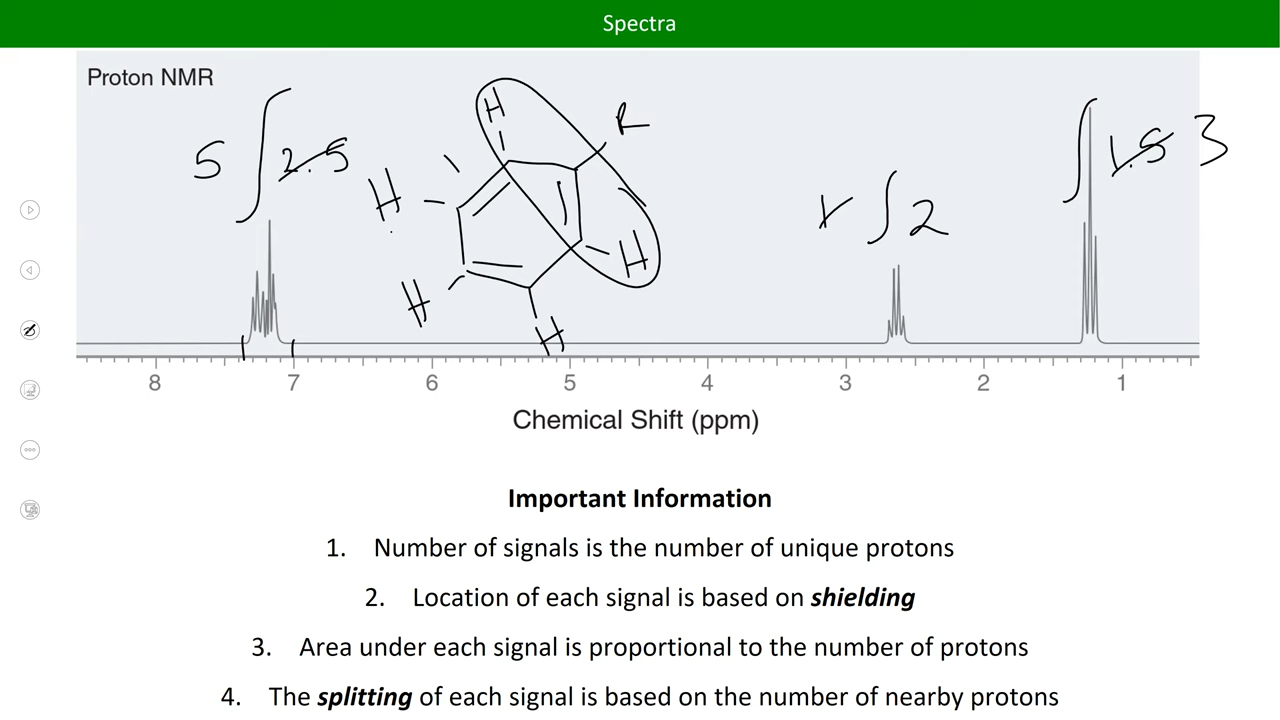 Spectra
Proton NMR
H
R
5 2.5
H
H
H
H
2
1.5 3
8 7 6 5 4 3 2 1
Chemical Shift (ppm)
Important Information
1. Number of signals is the number of unique protons
2. Location of each signal is based on shielding
3. Area under each signal is proportional to the number of protons
4. The splitting of each signal is based on the number of nearby protons